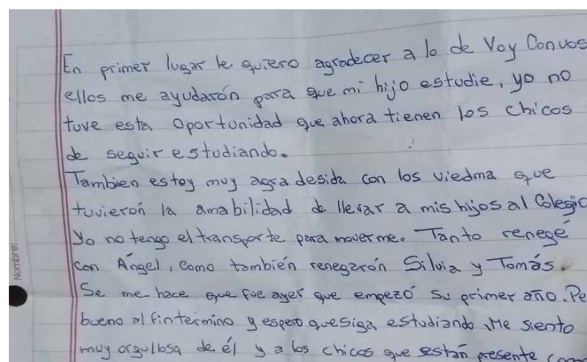 En primer lugar le quiero agradecer a lo de Voy Con vos
ellos me ayudarón para que mi hijo estudie, yo no
tuve esta oportunidad que ahora tienen los chicos
de seguir estudiando.
Tambien estoy muy agradesida con los viedma que
tuvierón la amabilidad de llevar a mis hijos al Colegio
Yo no tengo el transporte para moverme. Tanto renegé
con Ángel, como también renegarón Silvia y Tomás.
Se me hace que fue ayer que empezó su primer año. Pe
bueno al fin termino y espero que siga estudiando, Me siento
muy orgullosa de él y a los chicos que sestán presente
Nombre: